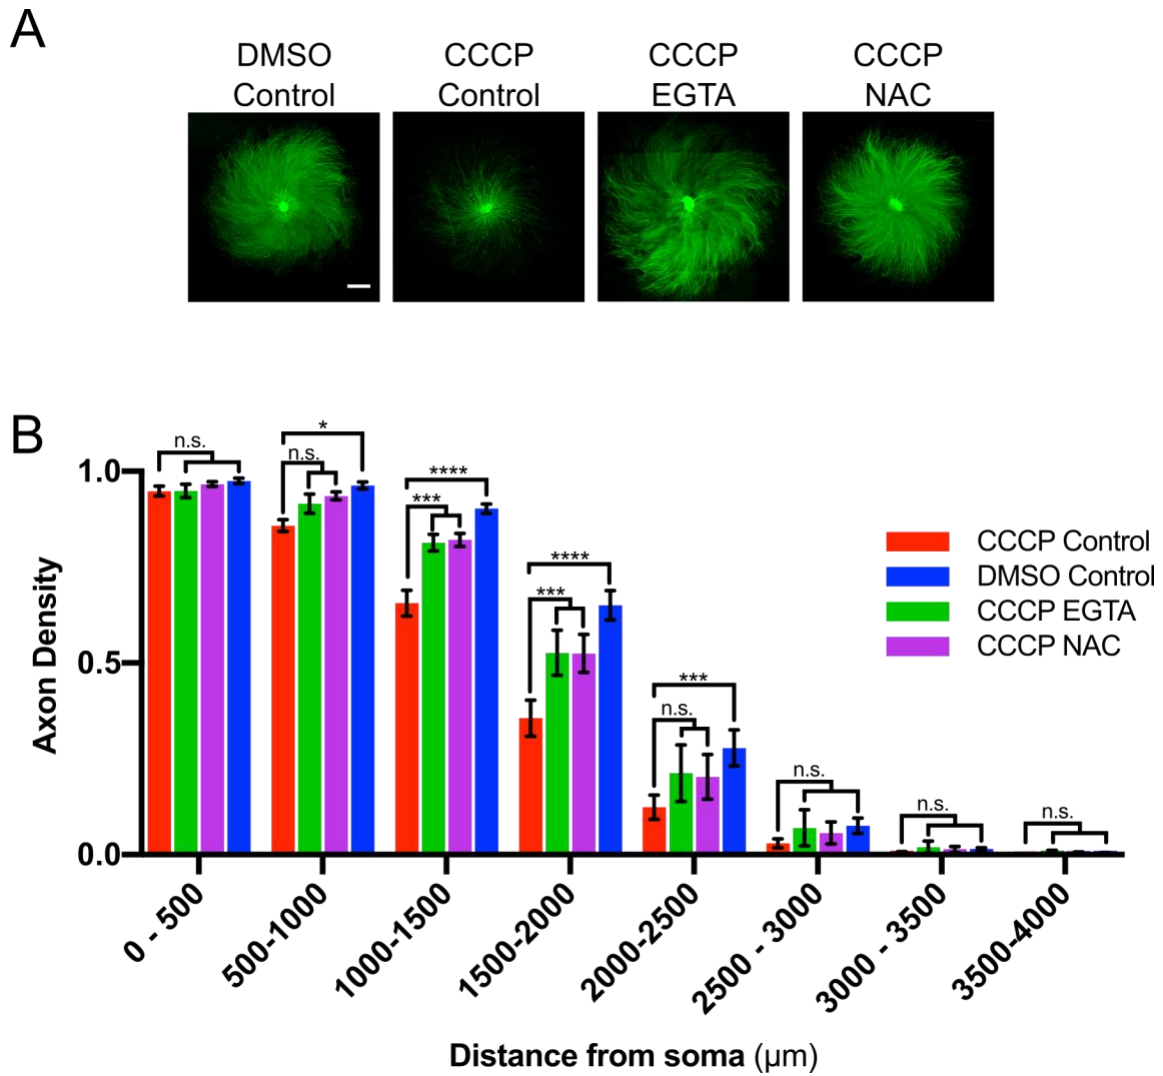 A
DMSO
Control
CCCP
Control
CCCP
EGTA
CCCP
NAC
B
n.s.
*
n.s.
****
***
****
***
***
n.s.
n.s.
n.s.
n.s.
1.0
0.5
0.0
Axon Density
CCCP Control
DMSO Control
CCCP EGTA
CCCP NAC
0 - 500
500-1000
1000-1500
1500-2000
2000-2500
2500 - 3000
3000 - 3500
3500-4000
Distance from soma (µm)